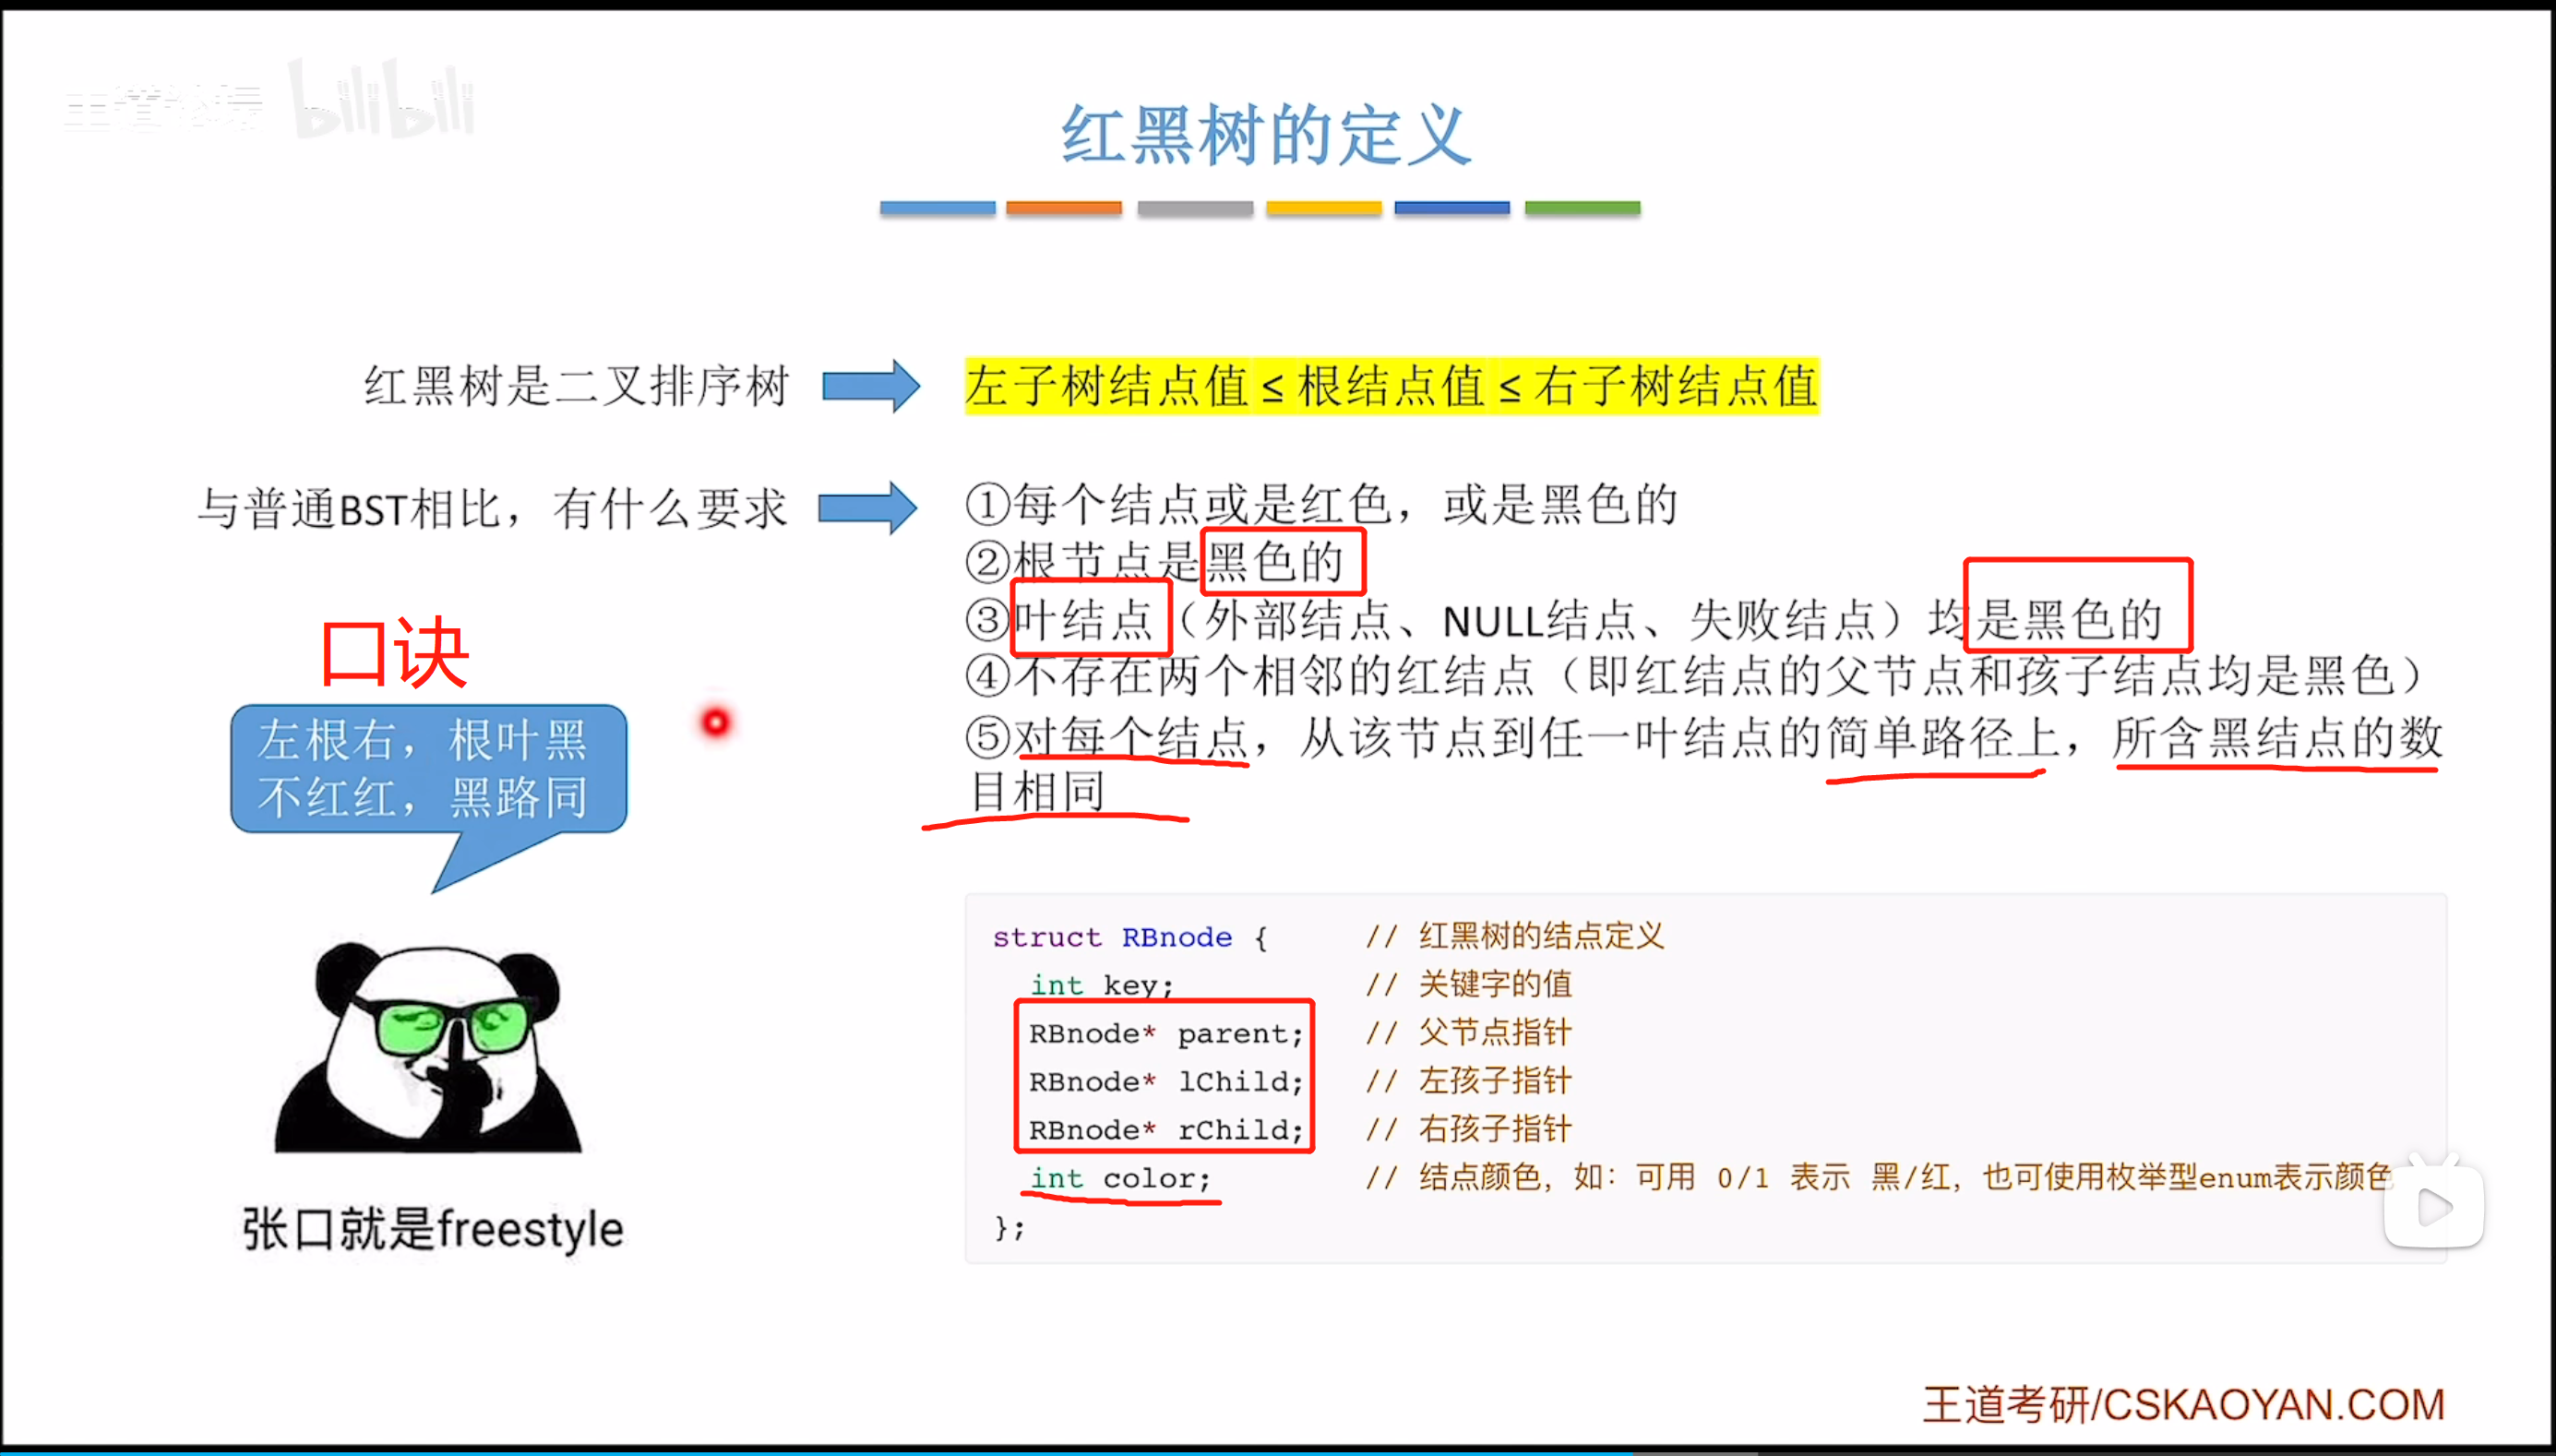 bilibili
红黑树的定义
红黑树是二叉排序树
左子树结点值 ≤ 根结点值 ≤ 右子树结点值
与普通BST相比，有什么要求
①每个结点或是红色，或是黑色的
②根节点是黑色的
③叶结点（外部结点、NULL结点、失败结点）均是黑色的
④不存在两个相邻的红结点（即红结点的父节点和孩子结点均是黑色）
⑤对每个结点，从该节点到任一叶结点的简单路径上，所含黑结点的数
目相同
口诀
左根右，根叶黑
不红红，黑路同
张口就是freestyle
struct RBnode { // 红黑树的结点定义
int key; // 关键字的值
RBnode* parent; // 父节点指针
RBnode* lChild; // 左孩子指针
RBnode* rChild; // 右孩子指针
int color; // 结点颜色，如：可用 0/1 表示 黑/红，也可使用枚举型enum表示颜色
};
王道考研/CSKAOYAN.COM